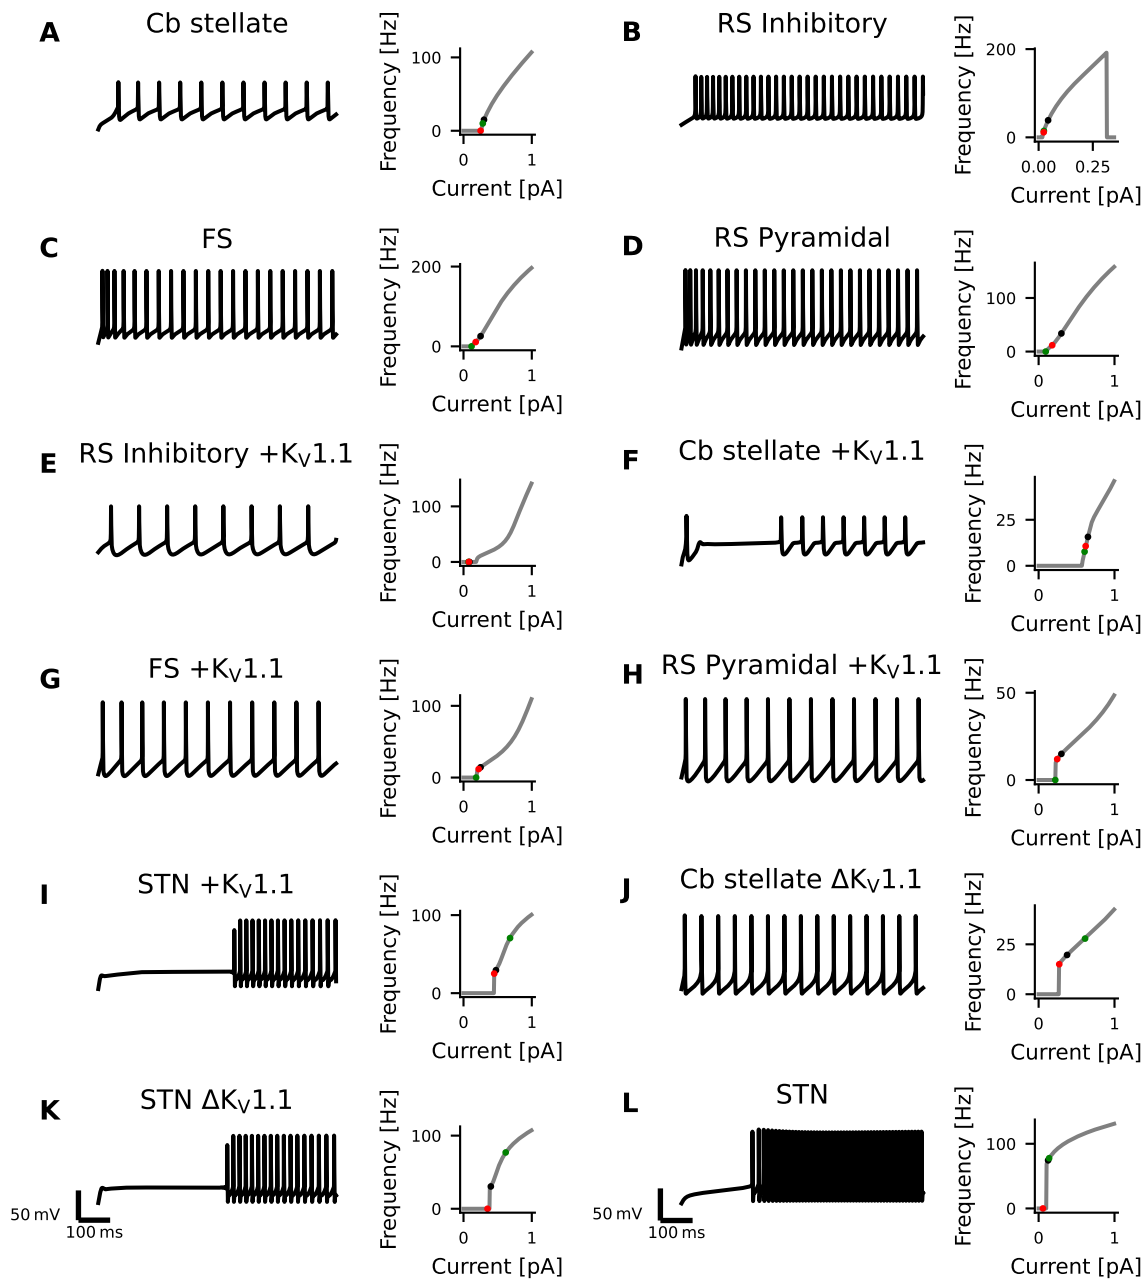 A
Cb stellate
Frequency [Hz]
100
0
0
1
Current [pA]
B
RS Inhibitory
Frequency [Hz]
200
0
0.00
0.25
Current [pA]
C
FS
Frequency [Hz]
200
0
0
1
Current [pA]
D
RS Pyramidal
Frequency [Hz]
100
0
0
1
Current [pA]
E
RS Inhibitory +KV1.1
Frequency [Hz]
100
0
0
1
Current [pA]
F
Cb stellate +KV1.1
Frequency [Hz]
25
0
0
1
Current [pA]
G
FS +KV1.1
Frequency [Hz]
100
0
0
1
Current [pA]
H
RS Pyramidal +KV1.1
Frequency [Hz]
50
0
0
1
Current [pA]
I
STN +KV1.1
Frequency [Hz]
100
0
0
1
Current [pA]
J
Cb stellate ΔKV1.1
Frequency [Hz]
25
0
0
1
Current [pA]
K
STN ΔKV1.1
50 mV
100 ms
Frequency [Hz]
100
0
0
1
Current [pA]
L
STN
50 mV
100 ms
Frequency [Hz]
100
0
0
1
Current [pA]